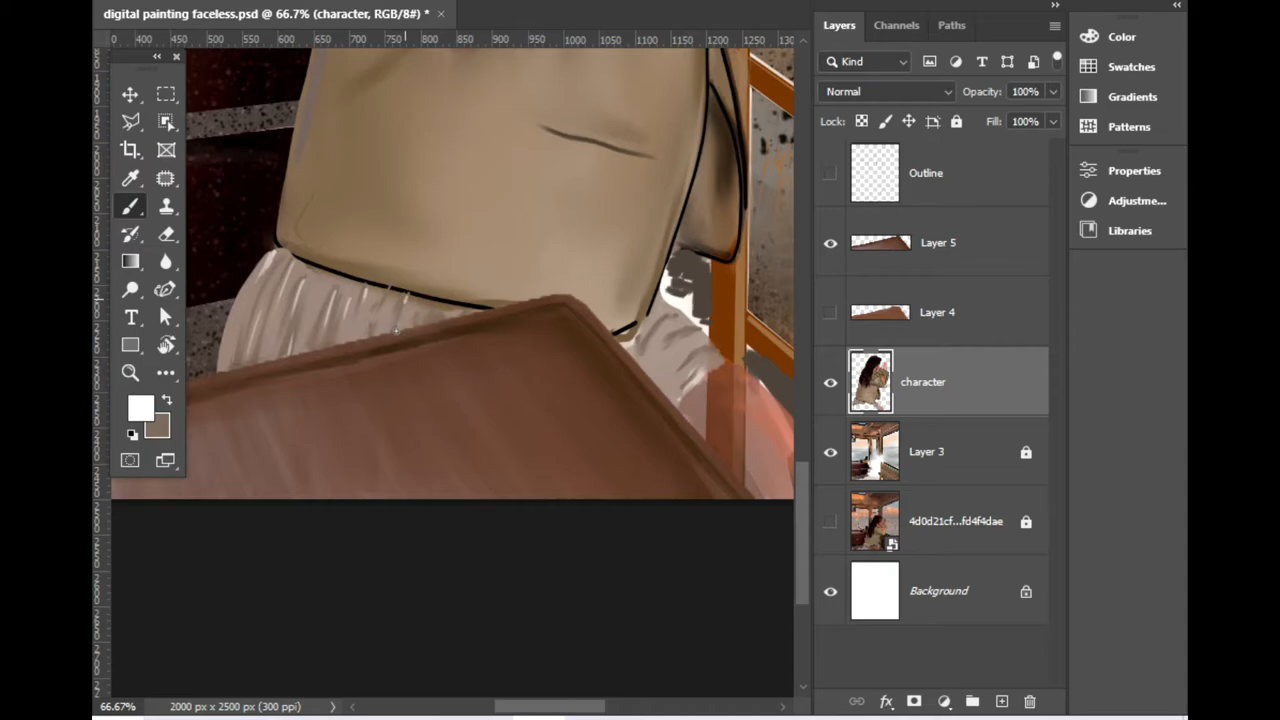 digital painting faceless.psd @ 66.7% (character, RGB/8#) *
0 400 450 500 550 600 650 700 750 800 850 900 950 1000 1050 1100 1150 1200 1250
Layers Channels Paths
Kind
Normal Opacity: 100%
Lock: Fill: 100%
Outline
Layer 5
Layer 4
character
Layer 3
4d0d21cf...fd4f4dae
Background
Color
Swatches
Gradients
Patterns
Properties
Adjustme...
Libraries
66.67% 2000 px x 2500 px (300 ppi)